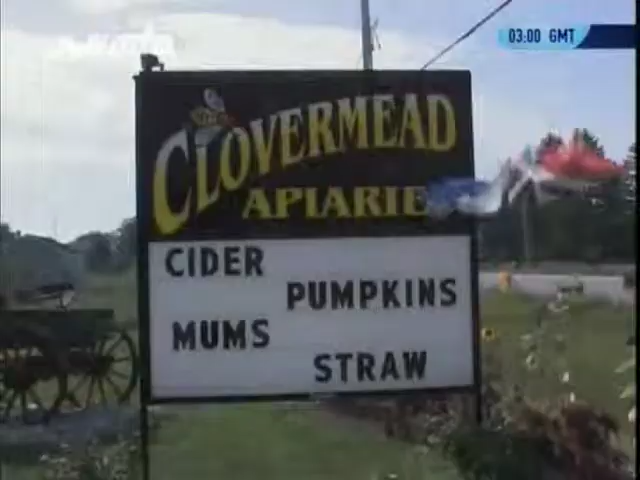 03:00 GMT
CLOVERMEAD
APIARIE
CIDER
PUMPKINS
MUMS
STRAW